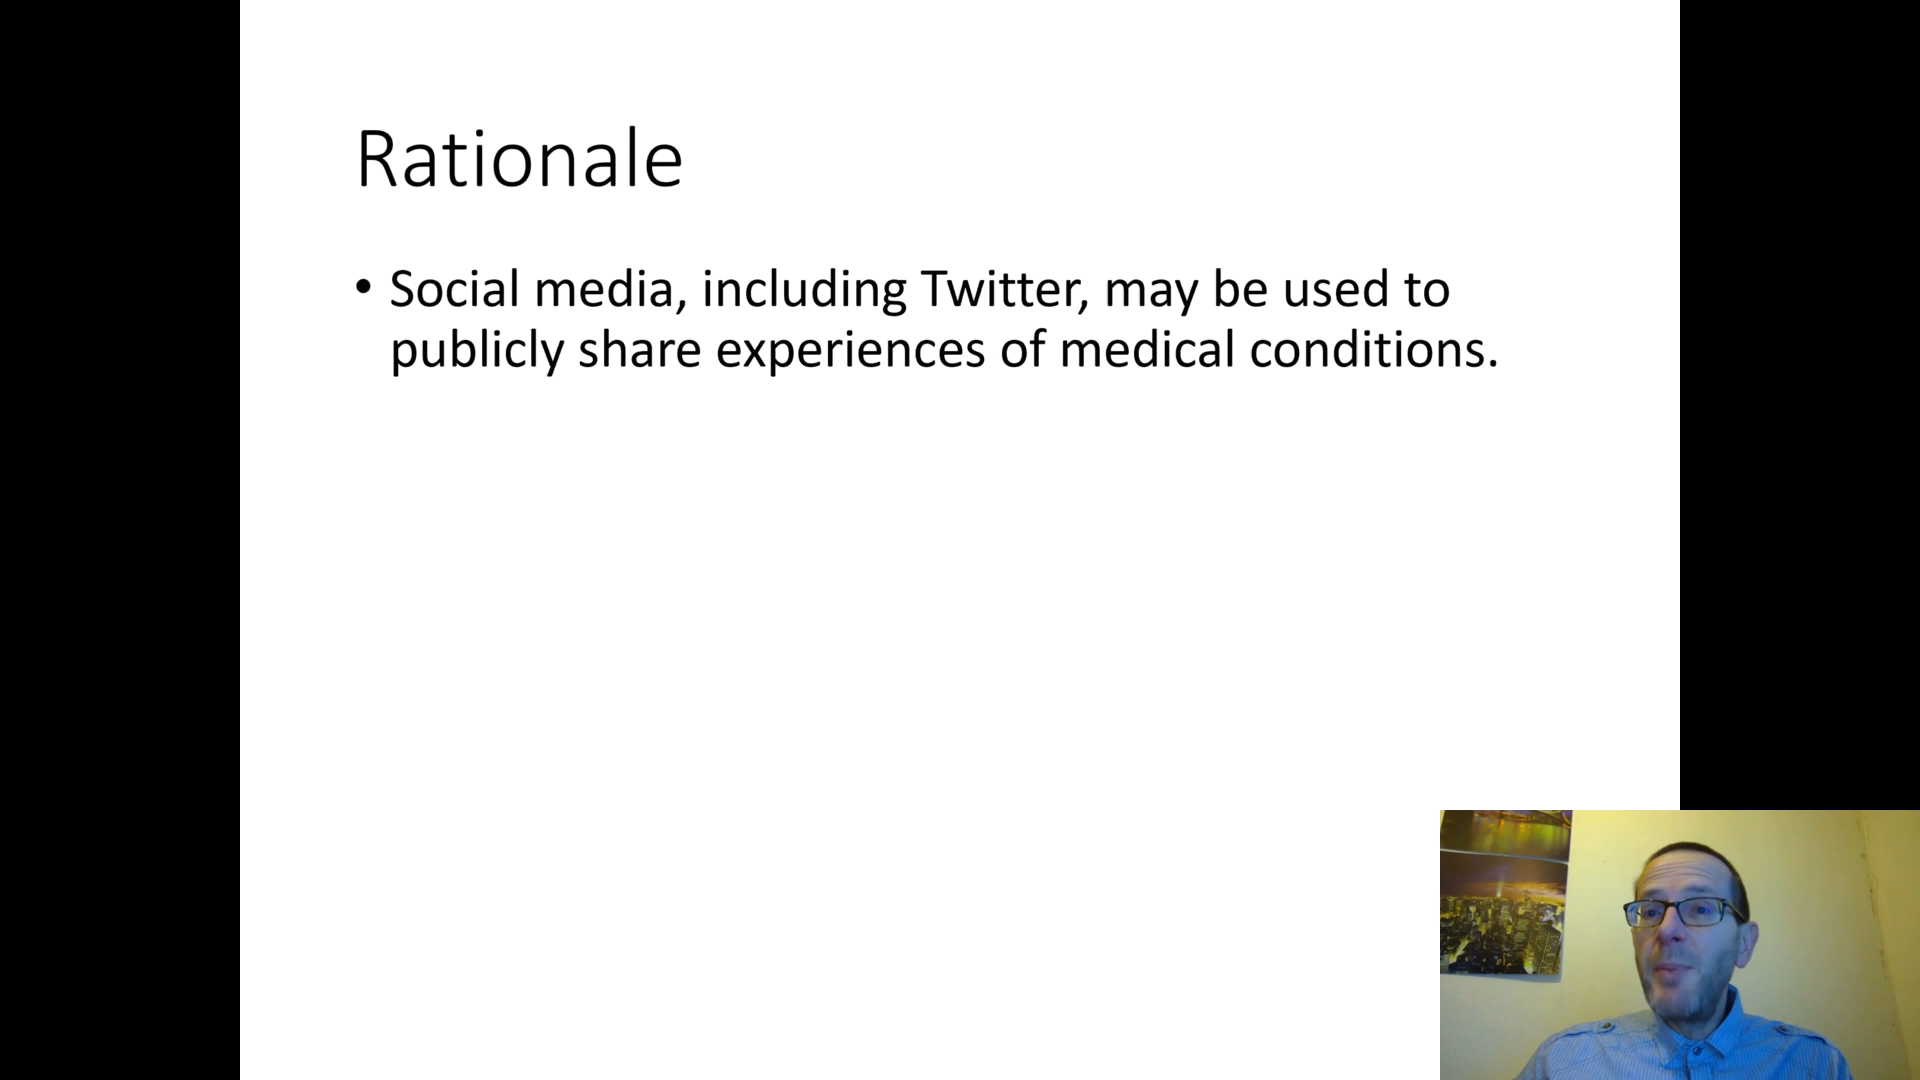 Rationale
• Social media, including Twitter, may be used to
publicly share experiences of medical conditions.